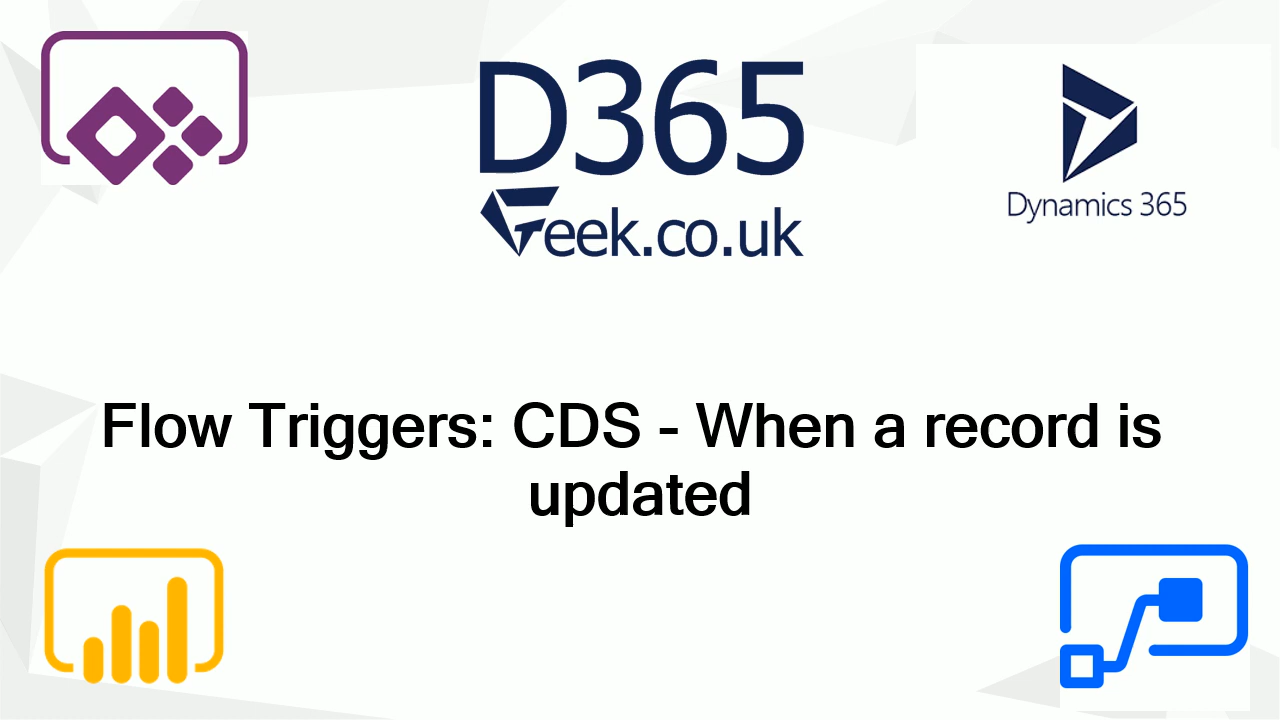 D365
Geek.co.uk
Dynamics 365
Flow Triggers: CDS - When a record is
updated